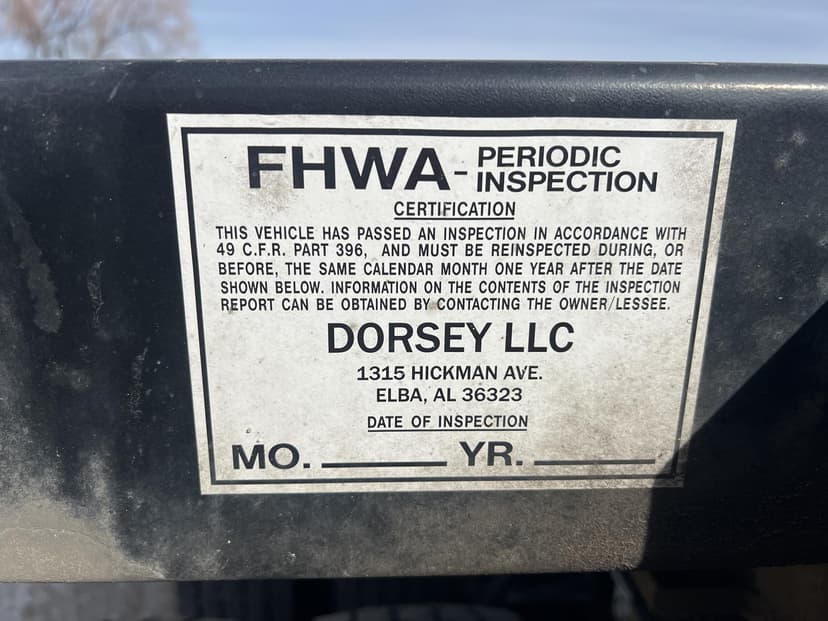 FHWA - PERIODIC INSPECTION
CERTIFICATION
THIS VEHICLE HAS PASSED AN INSPECTION IN ACCORDANCE WITH
49 C.F.R. PART 396, AND MUST BE REINSPECTED DURING, OR
BEFORE, THE SAME CALENDAR MONTH ONE YEAR AFTER THE DATE
SHOWN BELOW. INFORMATION ON THE CONTENTS OF THE INSPECTION
REPORT CAN BE OBTAINED BY CONTACTING THE OWNER/LESSEE.
DORSEY LLC
1315 HICKMAN AVE.
ELBA, AL 36323
DATE OF INSPECTION
MO. ________ YR. ________